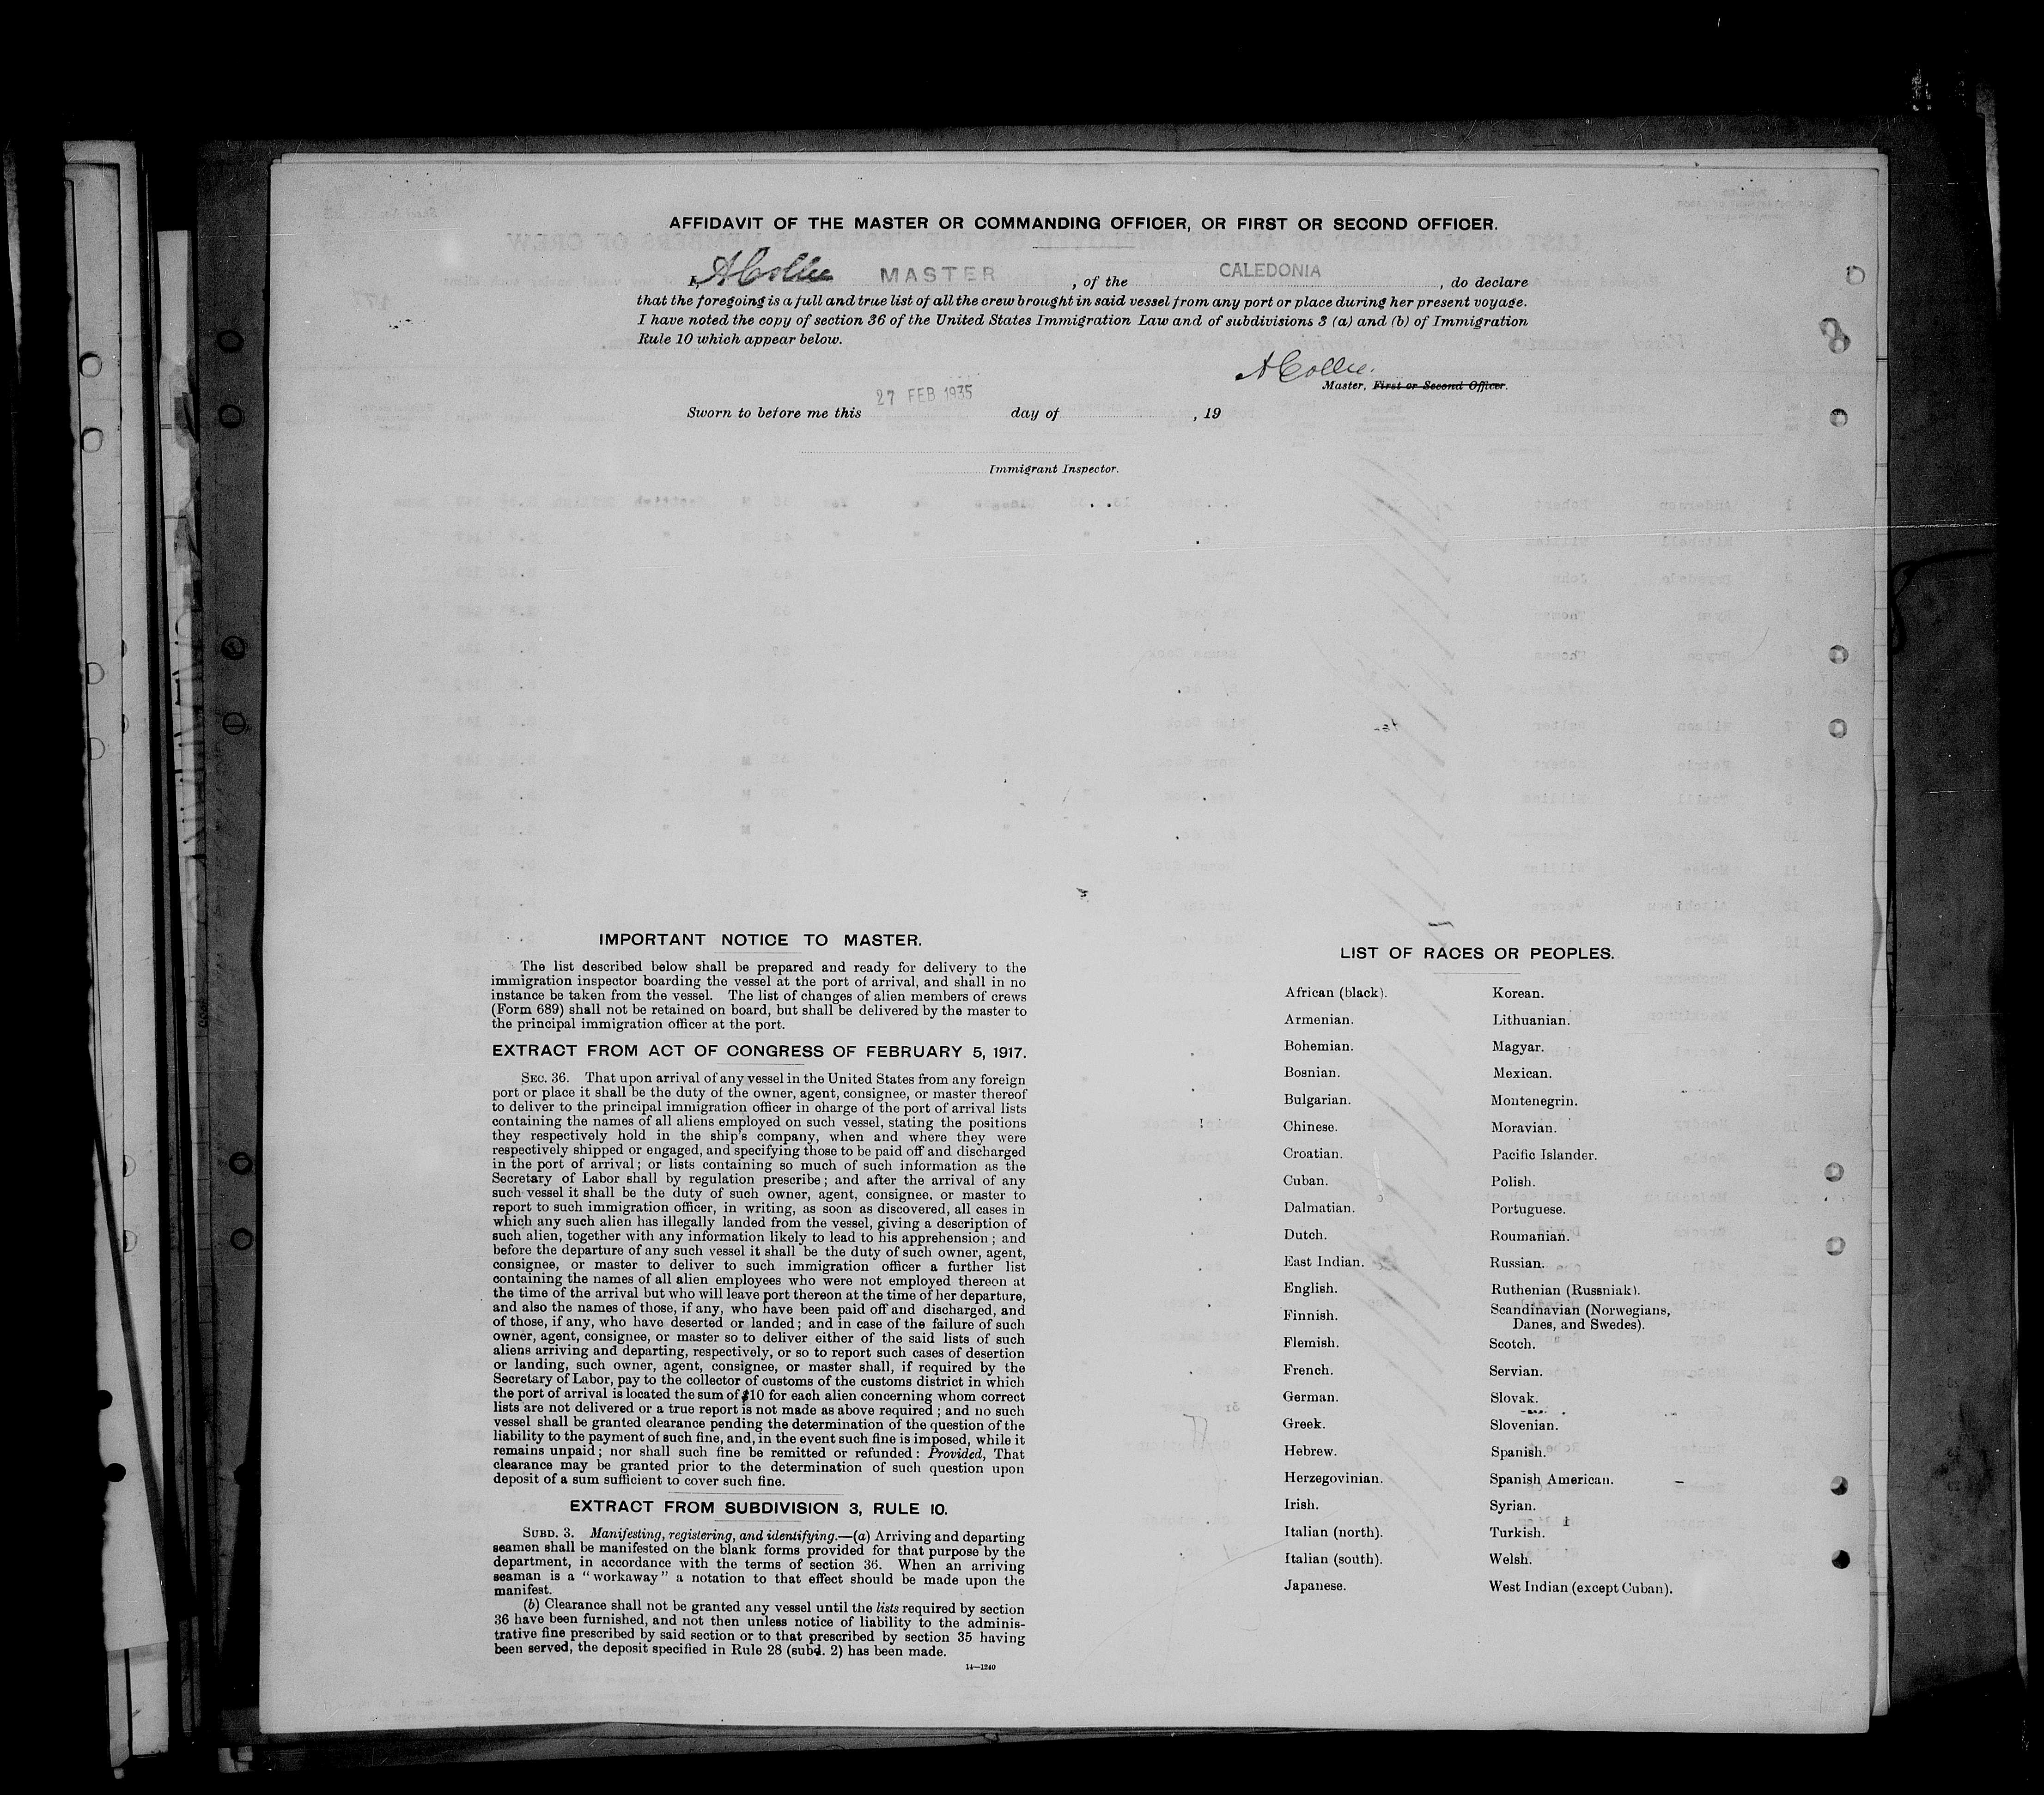 AFFIDAVIT OF THE MASTER OR COMMANDING OFFICER, OR FIRST OR SECOND OFFICER.
I, A Collie MASTER, of the CALEDONIA, do declare
that the foregoing is a full and true list of all the crew brought in said vessel from any port or place during her present voyage.
I have noted the copy of section 36 of the United States Immigration Law and of subdivisions 3 (a) and (b) of Immigration
Rule 10 which appear below.
A Collie.
Master, First or Second Officer.
27 FEB 1935
Sworn to before me this day of , 19
Immigrant Inspector.
IMPORTANT NOTICE TO MASTER.
The list described below shall be prepared and ready for delivery to the
immigration inspector boarding the vessel at the port of arrival, and shall in no
instance be taken from the vessel. The list of changes of alien members of crews
(Form 689) shall not be retained on board, but shall be delivered by the master to
the principal immigration officer at the port.
EXTRACT FROM ACT OF CONGRESS OF FEBRUARY 5, 1917.
SEC. 36. That upon arrival of any vessel in the United States from any foreign
port or place it shall be the duty of the owner, agent, consignee, or master thereof
to deliver to the principal immigration officer in charge of the port of arrival lists
containing the names of all aliens employed on such vessel, stating the positions
they respectively hold in the ship's company, when and where they were
respectively shipped or engaged, and specifying those to be paid off and discharged
in the port of arrival; or lists containing so much of such information as the
Secretary of Labor shall by regulation prescribe; and after the arrival of any
such vessel it shall be the duty of such owner, agent, consignee, or master to
report to such immigration officer, in writing, as soon as discovered, all cases in
which any such alien has illegally landed from the vessel, giving a description of
such alien, together with any information likely to lead to his apprehension; and
before the departure of any such vessel it shall be the duty of such owner, agent,
consignee, or master to deliver to such immigration officer a further list
containing the names of all alien employees who were not employed thereon at
the time of the arrival but who will leave port thereon at the time of her departure,
and also the names of those, if any, who have been paid off and discharged, and
of those, if any, who have deserted or landed; and in case of the failure of such
owner, agent, consignee, or master so to deliver either of the said lists of such
aliens arriving and departing, respectively, or so to report such cases of desertion
or landing, such owner, agent, consignee, or master shall, if required by the
Secretary of Labor, pay to the collector of customs of the customs district in which
the port of arrival is located the sum of $10 for each alien concerning whom correct
lists are not delivered or a true report is not made as above required; and no such
vessel shall be granted clearance pending the determination of the question of the
liability to the payment of such fine, and, in the event such fine is imposed, while it
remains unpaid; nor shall such fine be remitted or refunded: Provided, That
clearance may be granted prior to the determination of such question upon
deposit of a sum sufficient to cover such fine.
EXTRACT FROM SUBDIVISION 3, RULE 10.
SUBD. 3. Manifesting, registering, and identifying.—(a) Arriving and departing
seamen shall be manifested on the blank forms provided for that purpose by the
department, in accordance with the terms of section 36. When an arriving
seaman is a "workaway" a notation to that effect should be made upon the
manifest.
(b) Clearance shall not be granted any vessel until the lists required by section
36 have been furnished, and not then unless notice of liability to the adminis-
trative fine prescribed by said section or to that prescribed by section 35 having
been served, the deposit specified in Rule 28 (subd. 2) has been made.
14—1240
LIST OF RACES OR PEOPLES.
African (black).
Armenian.
Bohemian.
Bosnian.
Bulgarian.
Chinese.
Croatian.
Cuban.
Dalmatian.
Dutch.
East Indian.
English.
Finnish.
Flemish.
French.
German.
Greek.
Hebrew.
Herzegovinian.
Irish.
Italian (north).
Italian (south).
Japanese.
Korean.
Lithuanian.
Magyar.
Mexican.
Montenegrin.
Moravian.
Pacific Islander.
Polish.
Portuguese.
Roumanian.
Russian.
Ruthenian (Russniak).
Scandinavian (Norwegians,
Danes, and Swedes).
Scotch.
Servian.
Slovak.
Slovenian.
Spanish.
Spanish American.
Syrian.
Turkish.
Welsh.
West Indian (except Cuban).